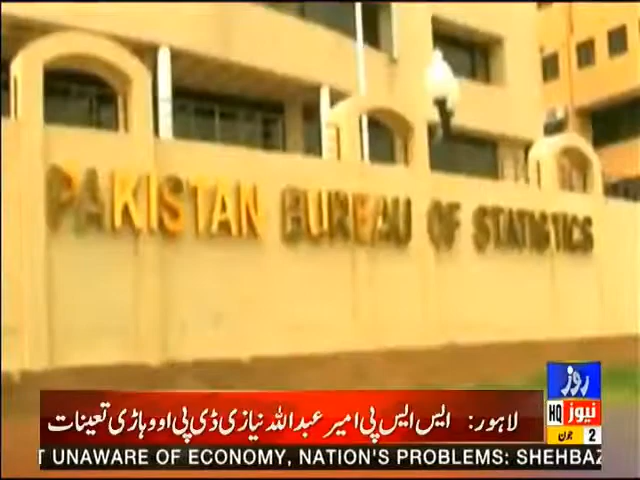 PAKISTAN BUREAU OF STATISTICS
روز
نیوز
HQ
جون 2
لاہور: ایس ایس پی امیر عبداللہ نیازی ڈی پی او وہاڑی تعینات
T UNAWARE OF ECONOMY, NATION'S PROBLEMS: SHEHBAZ